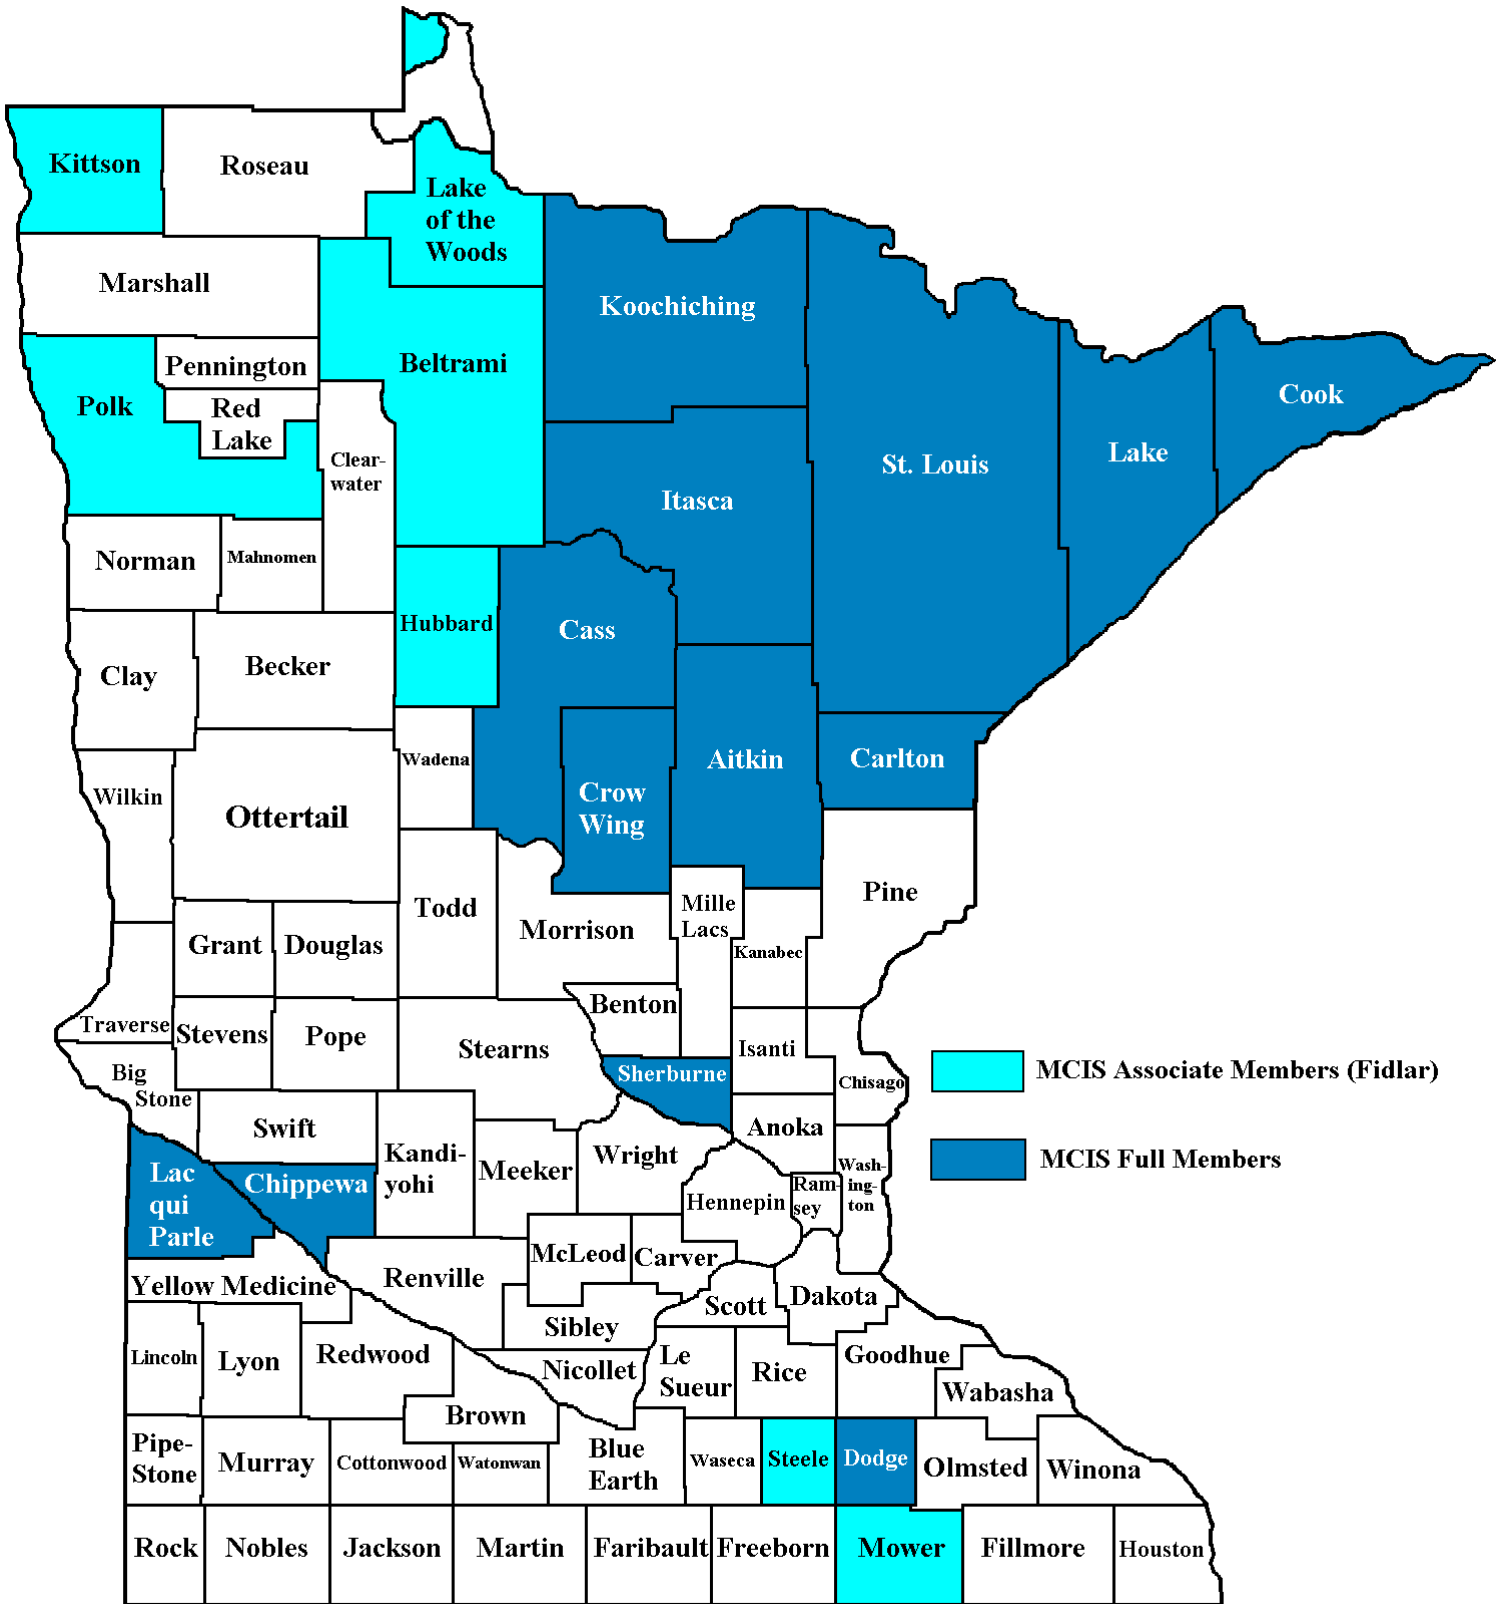 Kittson
Roseau
Lake
of the
Woods
Marshall
Koochiching
Beltrami
Pennington
Polk
Red
Lake
Cook
Clear-
water
St. Louis
Lake
Itasca
Norman
Mahnomen
Hubbard
Cass
Clay
Becker
Wadena
Aitkin
Carlton
Wilkin
Crow
Wing
Ottertail
Pine
Todd
Mille
Lacs
Morrison
Grant
Douglas
Kanabec
Benton
Traverse
Stevens
Pope
Stearns
Isanti
Big
Stone
Sherburne
Chisago
MCIS Associate Members (Fidlar)
Swift
Anoka
Kandi-
yohi
Meeker
Wright
Wash-
ing-
ton
MCIS Full Members
Lac
qui
Parle
Chippewa
Hennepin
Ram-
sey
McLeod
Carver
Yellow Medicine
Renville
Scott
Dakota
Sibley
Lincoln
Lyon
Redwood
Nicollet
Le
Sueur
Rice
Goodhue
Wabasha
Brown
Pipe-
Stone
Murray
Cottonwood
Watonwan
Blue
Earth
Waseca
Steele
Dodge
Olmsted
Winona
Rock
Nobles
Jackson
Martin
Faribault
Freeborn
Mower
Fillmore
Houston